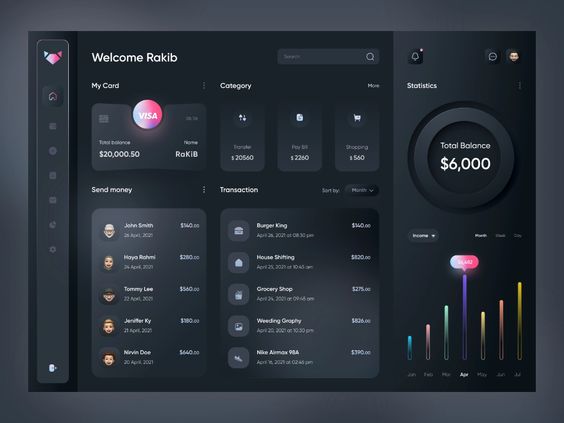 Welcome Rakib
Search
My Card
VISA
08/26
Total balance
Name
$20,000.50
RaKiB
Category
More
Transfer
$ 20560
Pay Bill
$ 2260
Shopping
$ 560
Send money
John Smith
$140.00
26 April, 2021
Haya Rahmi
$280.00
24 April, 2021
Tommy Lee
$560.00
22 April, 2021
Jeniffer Ky
$180.00
21 April, 2021
Nirvin Doe
$640.00
20 April, 2021
Transaction
Sort by:
Month
Burger King
$140.00
April 26, 2021 at 08:30 pm
House Shifting
$820.00
April 25, 2021 at 10:45 am
Grocery Shop
$275.00
April 24, 2021 at 09:48 am
Weeding Graphy
$826.00
April 20, 2021 at 10:30 pm
Nike Airmax 98A
$390.00
April 16, 2021 at 02:46 pm
Statistics
Total Balance
$6,000
Income
Month
Week
Day
Jan
Feb
Mar
Apr
May
Jun
Jul